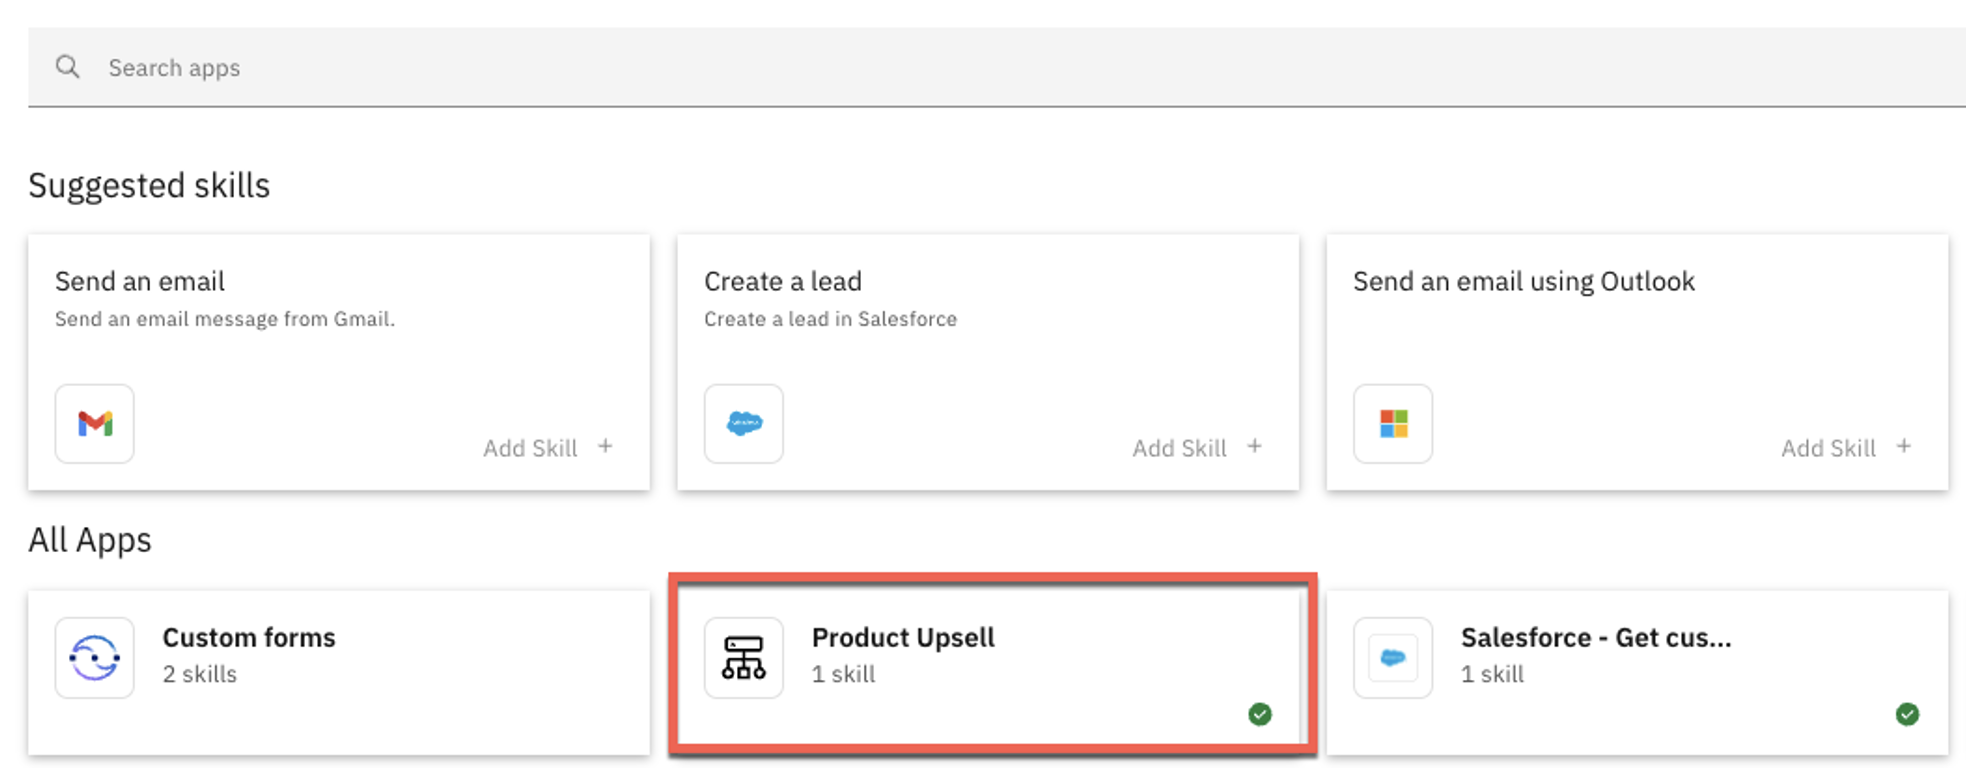 Search apps
Suggested skills
Send an email
Send an email message from Gmail.
Add Skill +
Create a lead
Create a lead in Salesforce
Add Skill +
Send an email using Outlook
Add Skill +
All Apps
Custom forms
2 skills
Product Upsell
1 skill
Salesforce - Get cus...
1 skill